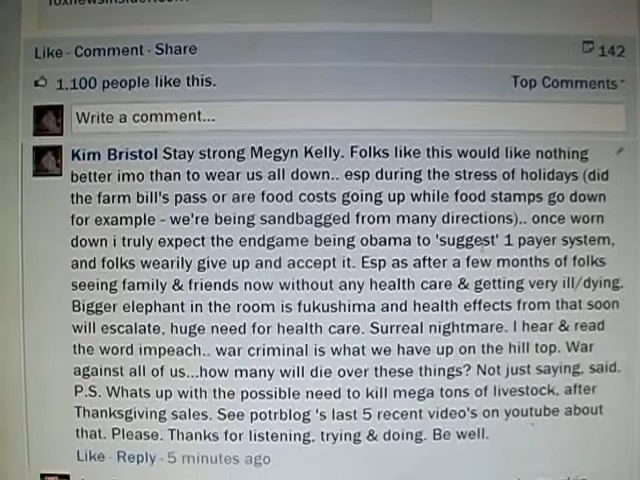 foxnewsinsider.com
Like · Comment · Share 142
1,100 people like this. Top Comments
Write a comment...
Kim Bristol Stay strong Megyn Kelly. Folks like this would like nothing
better imo than to wear us all down.. esp during the stress of holidays (did
the farm bill's pass or are food costs going up while food stamps go down
for example - we're being sandbagged from many directions).. once worn
down i truly expect the endgame being obama to 'suggest' 1 payer system,
and folks wearily give up and accept it. Esp as after a few months of folks
seeing family & friends now without any health care & getting very ill/dying.
Bigger elephant in the room is fukushima and health effects from that soon
will escalate, huge need for health care. Surreal nightmare. I hear & read
the word impeach.. war criminal is what we have up on the hill top. War
against all of us...how many will die over these things? Not just saying, said.
P.S. Whats up with the possible need to kill mega tons of livestock, after
Thanksgiving sales. See potrblog 's last 5 recent video's on youtube about
that. Please. Thanks for listening, trying & doing. Be well.
Like · Reply · 5 minutes ago